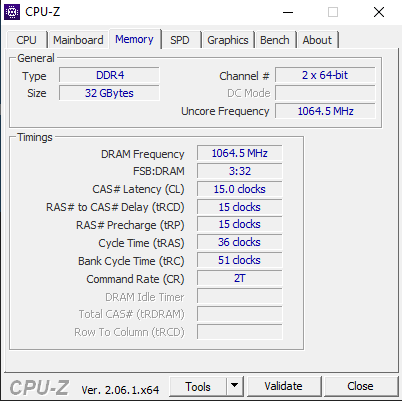 CPU-Z
CPU Mainboard Memory SPD Graphics Bench About
General
Type DDR4 Channel # 2 x 64-bit
Size 32 GBytes DC Mode
Uncore Frequency 1064.5 MHz
Timings
DRAM Frequency 1064.5 MHz
FSB:DRAM 3:32
CAS# Latency (CL) 15.0 clocks
RAS# to CAS# Delay (tRCD) 15 clocks
RAS# Precharge (tRP) 15 clocks
Cycle Time (tRAS) 36 clocks
Bank Cycle Time (tRC) 51 clocks
Command Rate (CR) 2T
DRAM Idle Timer
Total CAS# (tRDRAM)
Row To Column (tRCD)
CPU-Z Ver. 2.06.1.x64 Tools Validate Close